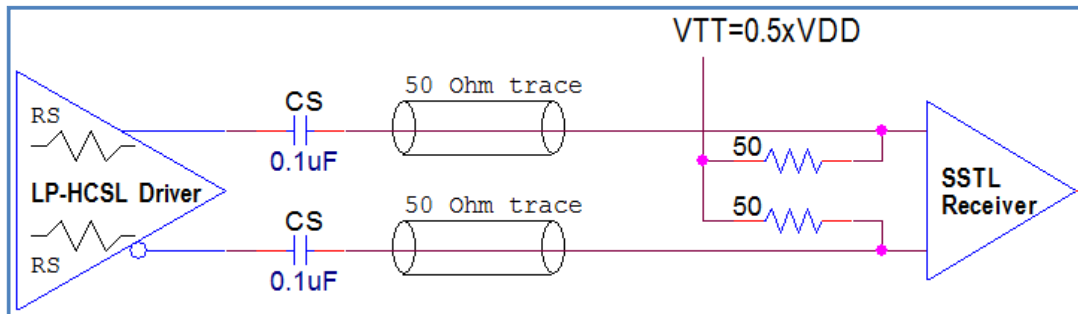 VTT=0.5xVDD
50 Ohm trace
CS
RS
0.1uF
50
LP-HCSL Driver
SSTL
Receiver
50 Ohm trace
50
CS
RS
0.1uF